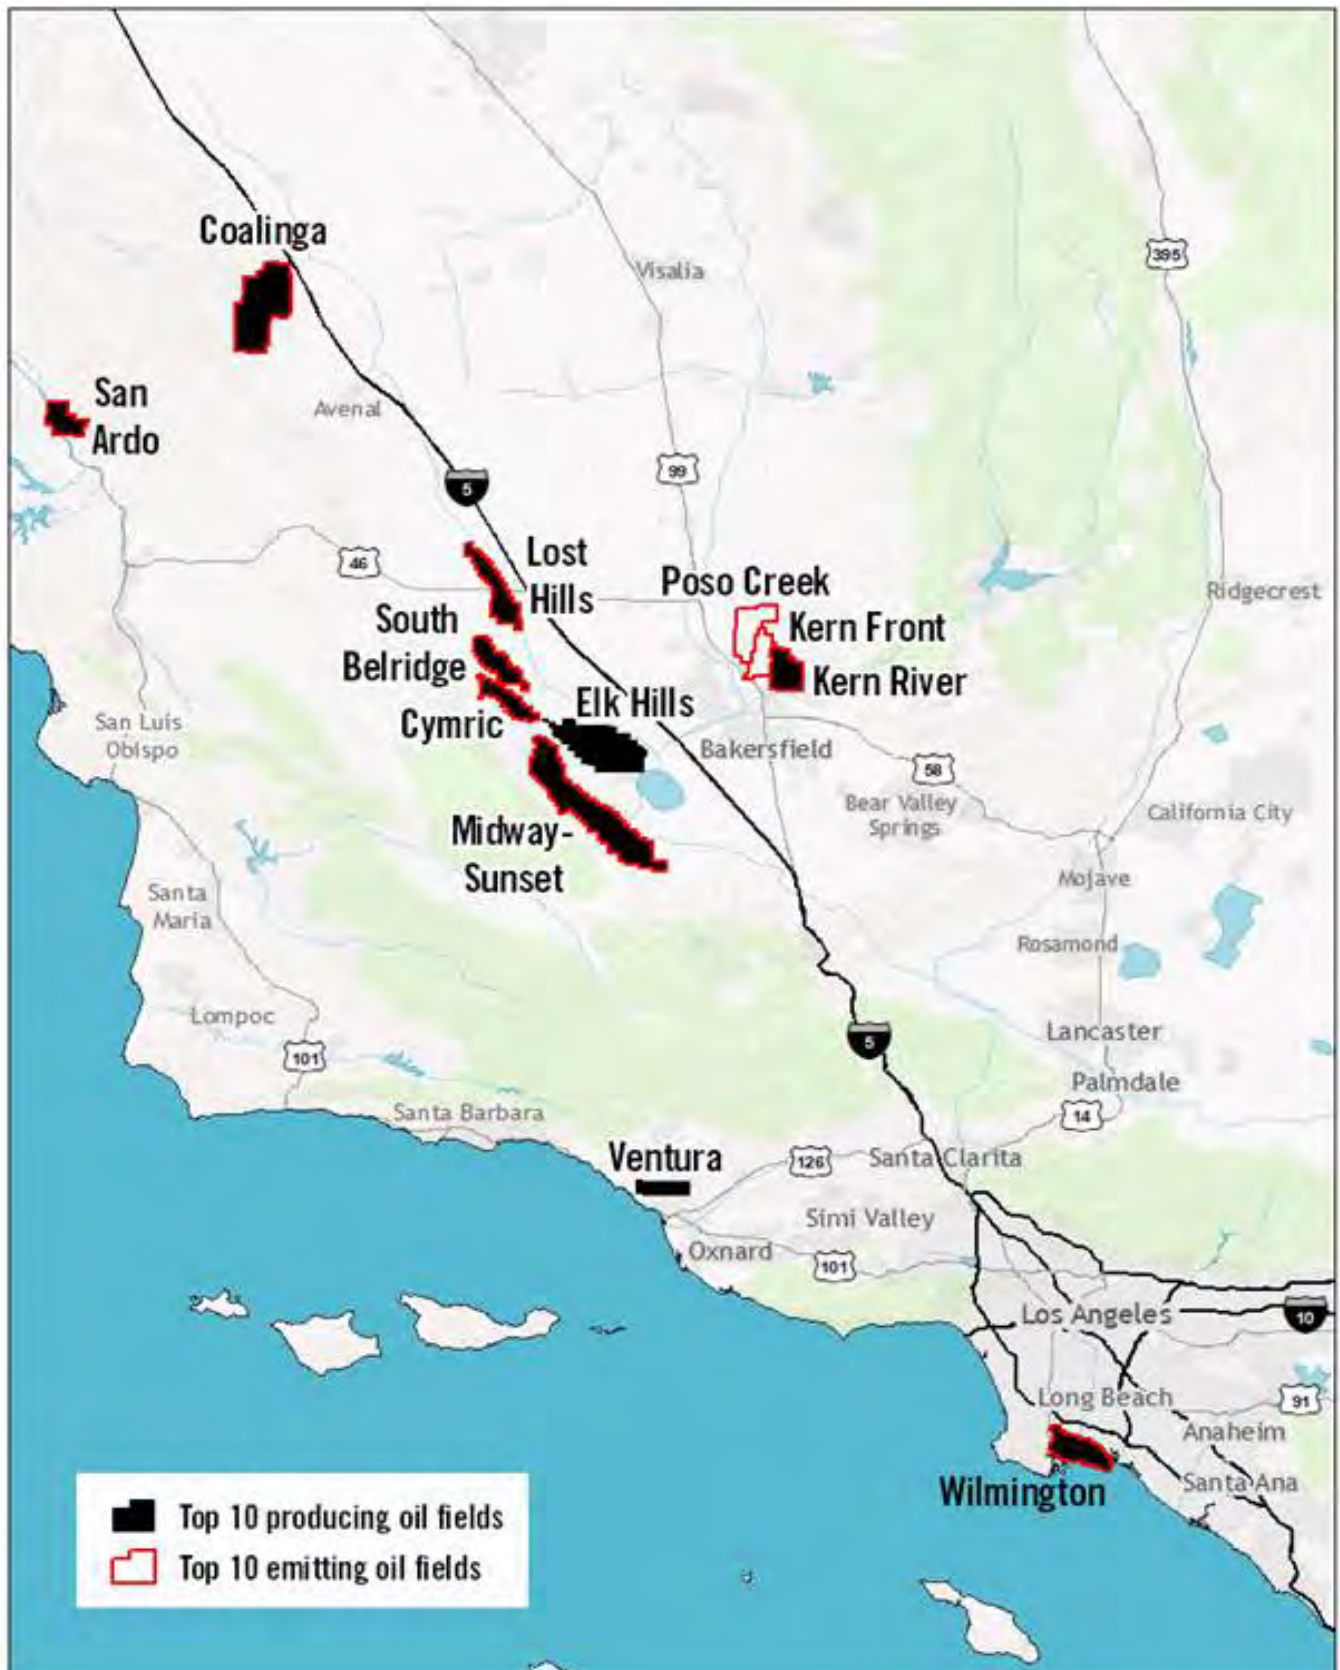 Coalinga
Visalia
395
San
Ardo
Avenal
99
5
46
Lost
Hills
Poso Creek
Ridgecrest
South
Belridge
Kern Front
Kern River
Cymric
Elk Hills
San Luis
Obispo
Bakersfield
58
Bear Valley
Springs
California City
Midway-
Sunset
Mojave
Santa
Maria
Rosamond
Lompoc
101
5
Lancaster
Palmdale
14
Santa Barbara
Ventura
126
Santa Clarita
Simi Valley
Oxnard
101
Los Angeles
10
Long Beach
91
Anaheim
Santa Ana
Wilmington
Top 10 producing oil fields
Top 10 emitting oil fields